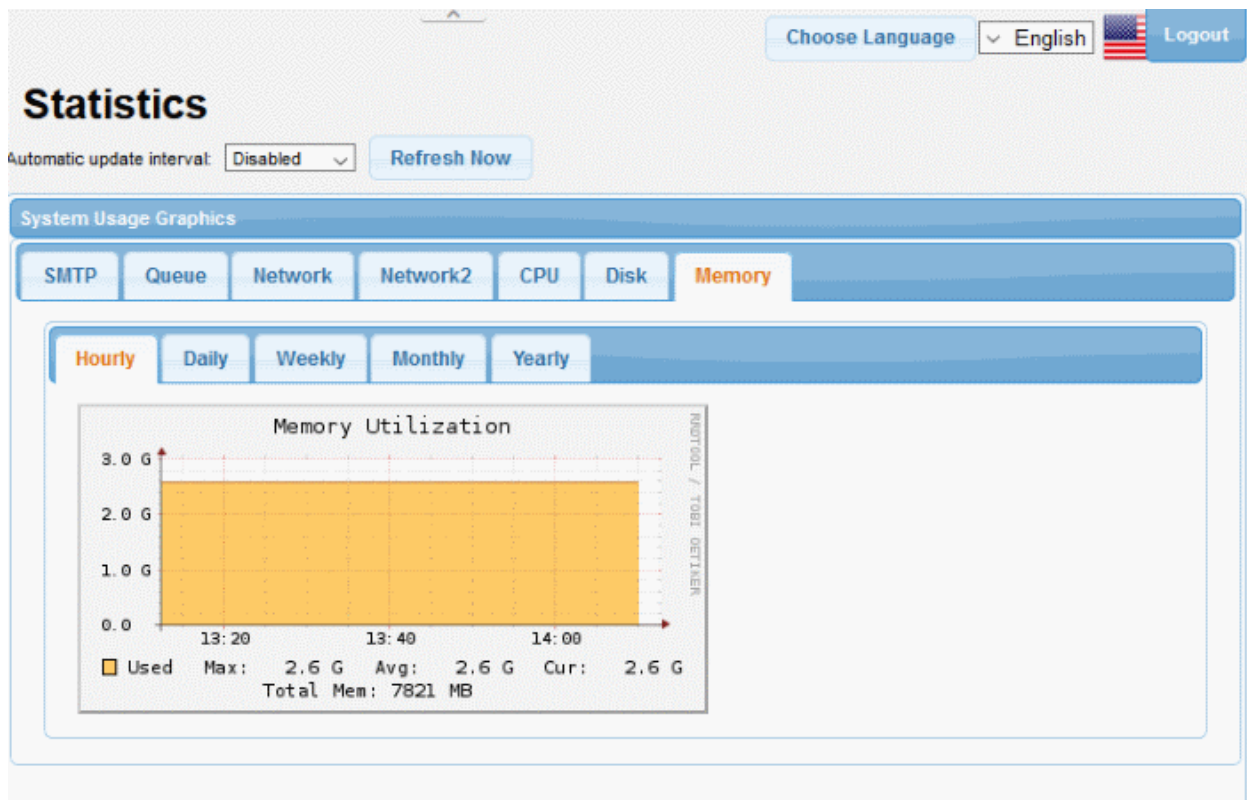 Choose Language
English
Logout
Statistics
Automatic update interval: Disabled
Refresh Now
System Usage Graphics
SMTP
Queue
Network
Network2
CPU
Disk
Memory
Hourly
Daily
Weekly
Monthly
Yearly
Memory Utilization
RRDTOOL / TOBI OETIKER
3.0 G
2.0 G
1.0 G
0.0
13:20 13:40 14:00
Used Max: 2.6 G Avg: 2.6 G Cur: 2.6 G
Total Mem: 7821 MB